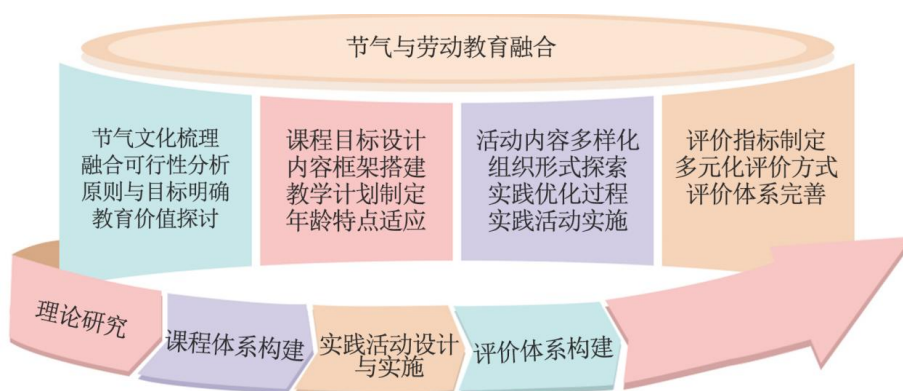 节气与劳动教育融合
节气文化梳理
融合可行性分析
原则与目标明确
教育价值探讨
课程目标设计
内容框架搭建
教学计划制定
年龄特点适应
活动内容多样化
组织形式探索
实践优化过程
实践活动实施
评价指标制定
多元化评价方式
评价体系完善
理论研究
课程体系构建
实践活动设计
与实施
评价体系构建